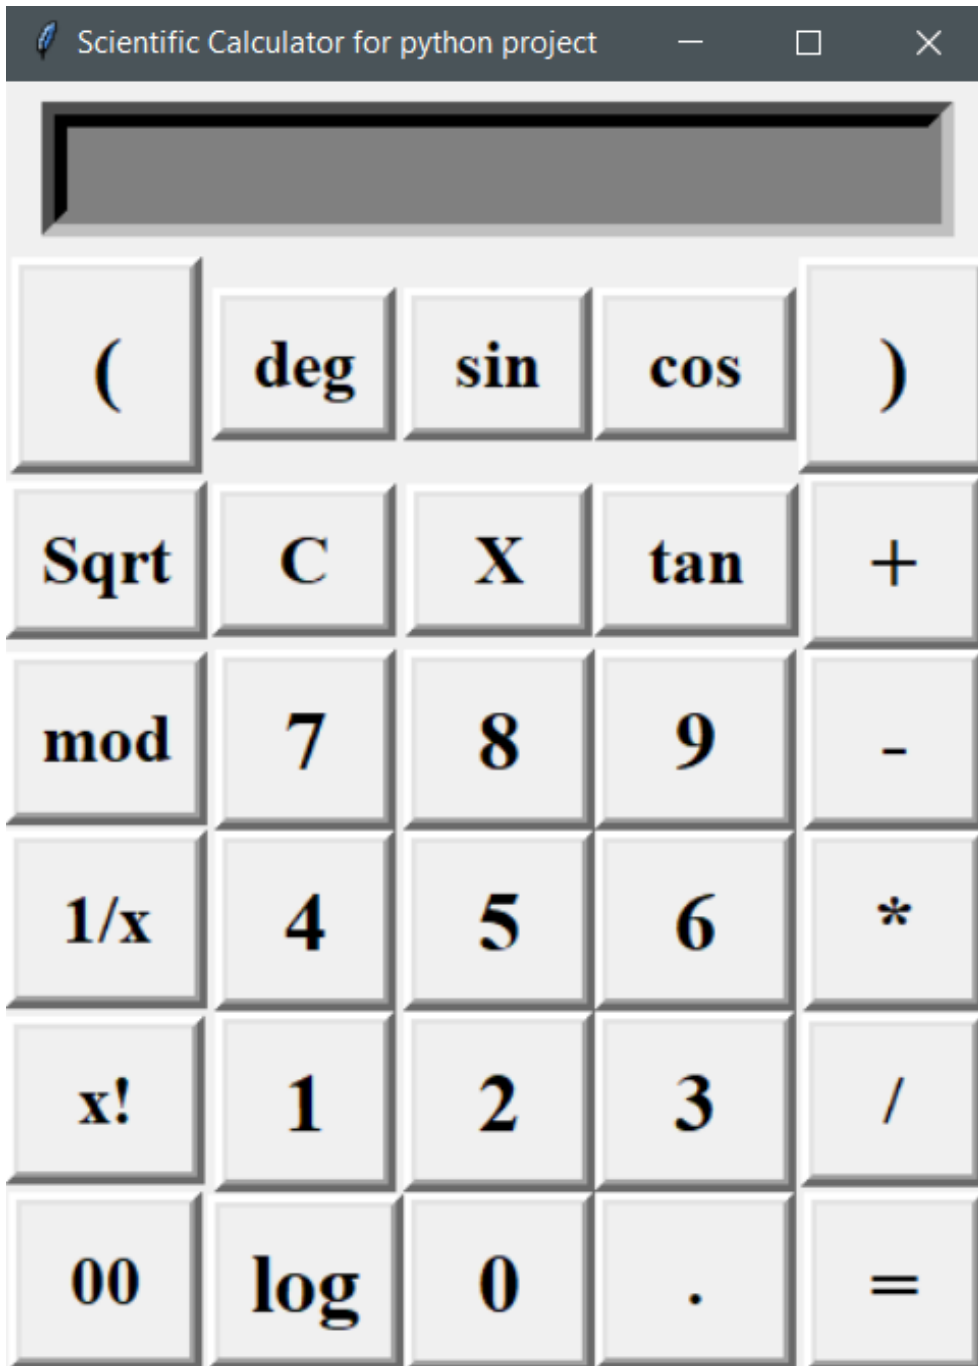 Scientific Calculator for python project
( deg sin cos )
Sqrt C X tan +
mod 7 8 9 -
1/x 4 5 6 *
x! 1 2 3 /
00 log 0 . =